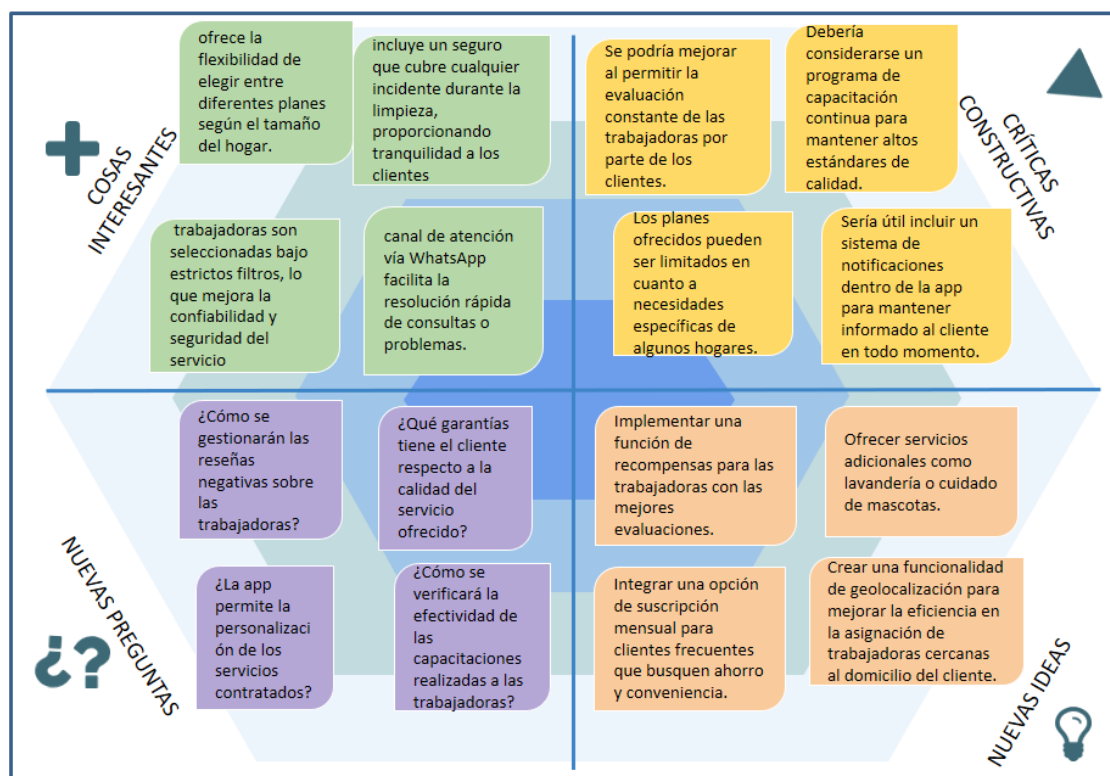 COSAS
INTERESANTES
ofrece la
flexibilidad de
elegir entre
diferentes planes
según el tamaño
del hogar.
incluye un seguro
que cubre cualquier
incidente durante la
limpieza,
proporcionando
tranquilidad a los
clientes
trabajadoras son
seleccionadas bajo
estrictos filtros, lo
que mejora la
confiabilidad y
seguridad del
servicio
canal de atención
vía WhatsApp
facilita la
resolución rápida
de consultas o
problemas.
CRÍTICAS
CONSTRUCTIVAS
Se podría mejorar
al permitir la
evaluación
constante de las
trabajadoras por
parte de los
clientes.
Debería
considerarse un
programa de
capacitación
continua para
mantener altos
estándares de
calidad.
Los planes
ofrecidos pueden
ser limitados en
cuanto a
necesidades
específicas de
algunos hogares.
Sería útil incluir un
sistema de
notificaciones
dentro de la app
para mantener
informado al cliente
en todo momento.
NUEVAS PREGUNTAS
¿?
¿Cómo se
gestionarán las
reseñas
negativas sobre
las
trabajadoras?
¿Qué garantías
tiene el cliente
respecto a la
calidad del
servicio
ofrecido?
¿La app
permite la
personalizaci
ón de los
servicios
contratados?
¿Cómo se
verificará la
efectividad de
las
capacitaciones
realizadas a las
trabajadoras?
NUEVAS IDEAS
Implementar una
función de
recompensas para las
trabajadoras con las
mejores
evaluaciones.
Ofrecer servicios
adicionales como
lavandería o cuidado
de mascotas.
Integrar una opción
de suscripción
mensual para
clientes frecuentes
que busquen ahorro
y conveniencia.
Crear una funcionalidad
de geolocalización para
mejorar la eficiencia en
la asignación de
trabajadoras cercanas
al domicilio del cliente.